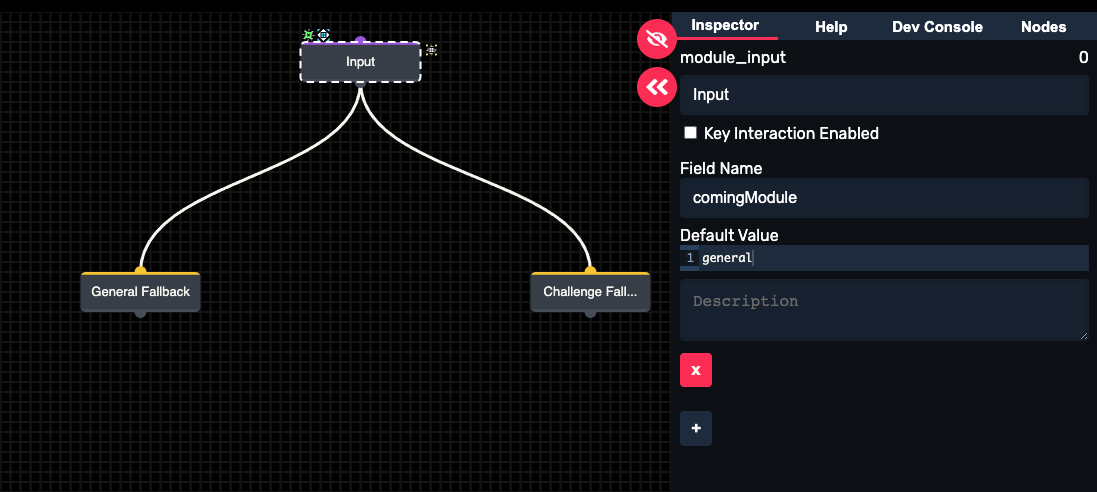 Inspector
Help
Dev Console
Nodes
module_input
0
Input
Key Interaction Enabled
Field Name
comingModule
Default Value
1 general
Description
x
+
Input
General Fallback
Challenge Fall...